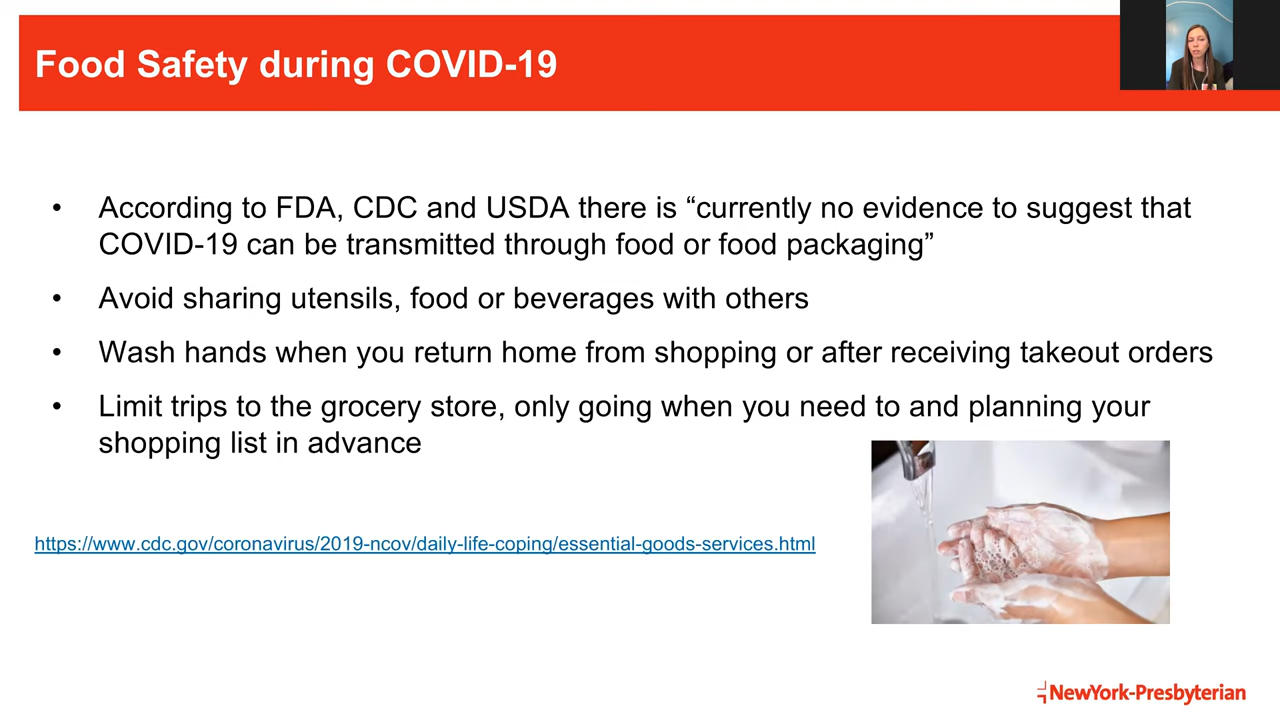 Food Safety during COVID-19
• According to FDA, CDC and USDA there is “currently no evidence to suggest that
COVID-19 can be transmitted through food or food packaging”
• Avoid sharing utensils, food or beverages with others
• Wash hands when you return home from shopping or after receiving takeout orders
• Limit trips to the grocery store, only going when you need to and planning your
shopping list in advance
https://www.cdc.gov/coronavirus/2019-ncov/daily-life-coping/essential-goods-services.html
NewYork-Presbyterian